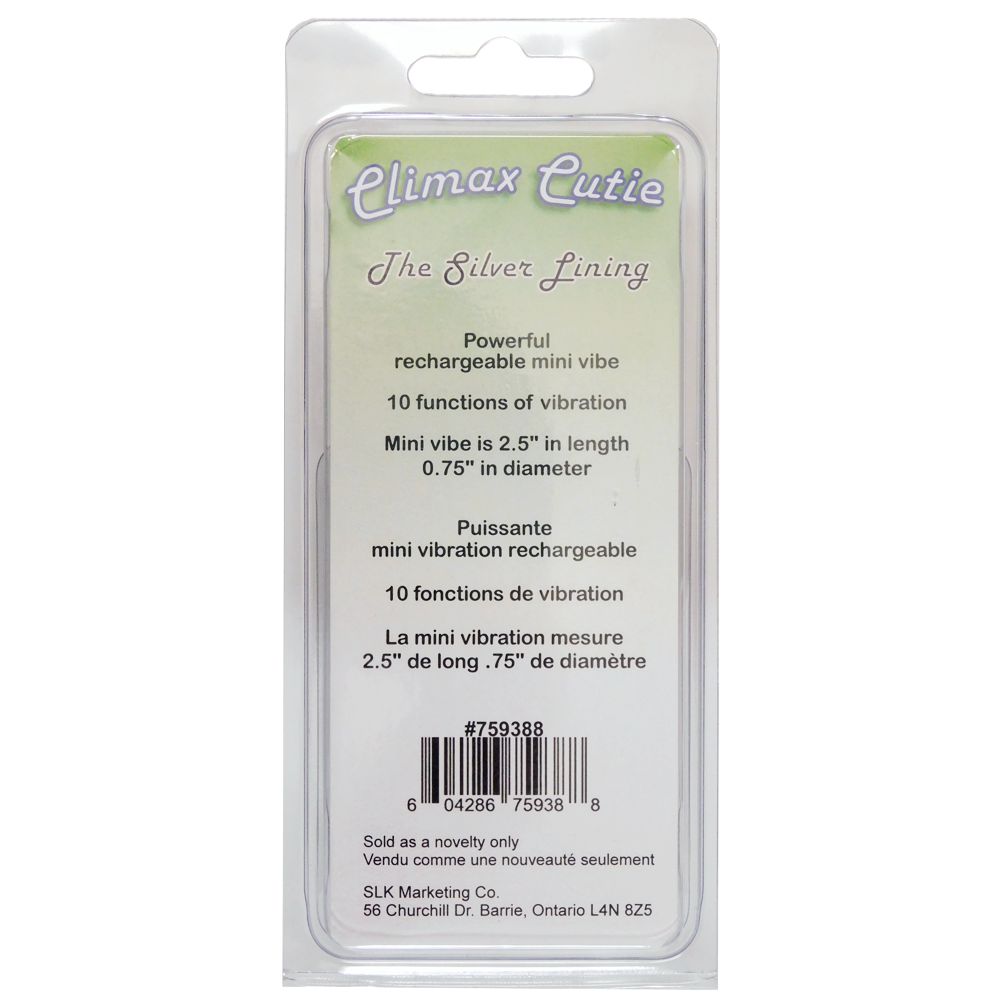 Climax Cutie
The Silver Lining
Powerful
rechargeable mini vibe
10 functions of vibration
Mini vibe is 2.5" in length
0.75" in diameter
Puissante
mini vibration rechargeable
10 fonctions de vibration
La mini vibration mesure
2.5" de long .75" de diamètre
#759388
6 04286 75938 8
Sold as a novelty only
Vendu comme une nouveauté seulement
SLK Marketing Co.
56 Churchill Dr. Barrie, Ontario L4N 8Z5